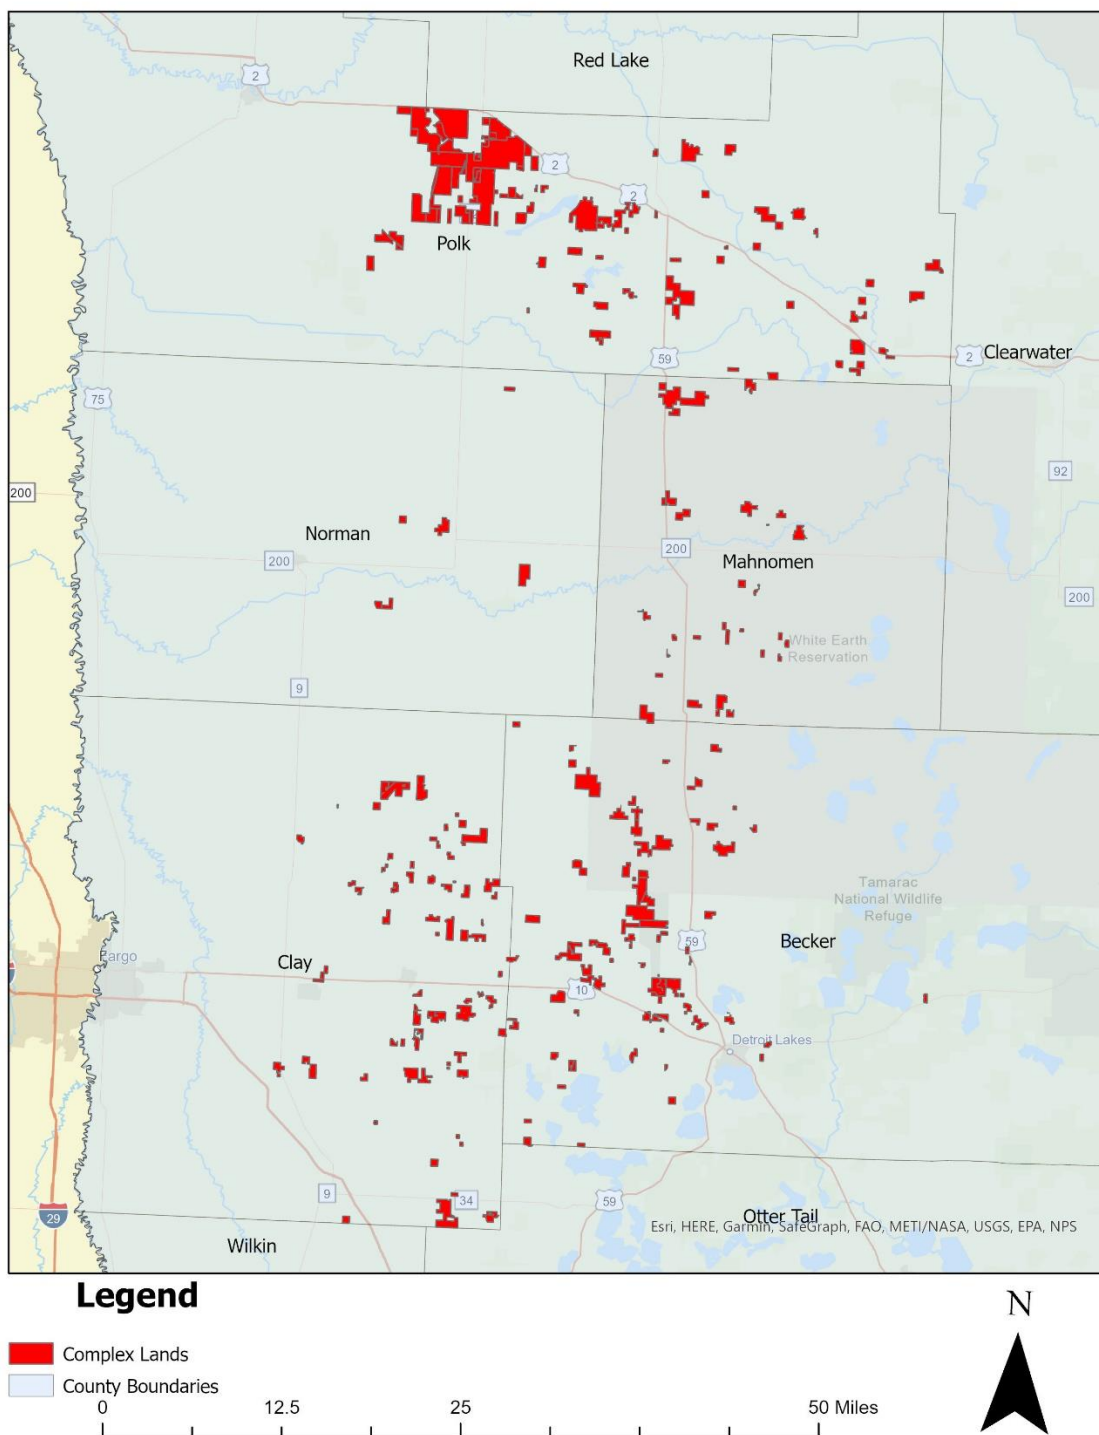 Red Lake
2
2
2
Polk
59
2
Clearwater
75
92
200
Norman
200
200
Mahnomen
200
White Earth
Reservation
9
Tamarac
National Wildlife
Refuge
59
Becker
Fargo
Clay
10
Detroit Lakes
9
34
59
29
Otter Tail
Esri, HERE, Garmin, SafeGraph, FAO, METI/NASA, USGS, EPA, NPS
Wilkin
Legend
N
Complex Lands
County Boundaries
0 12.5 25 50 Miles